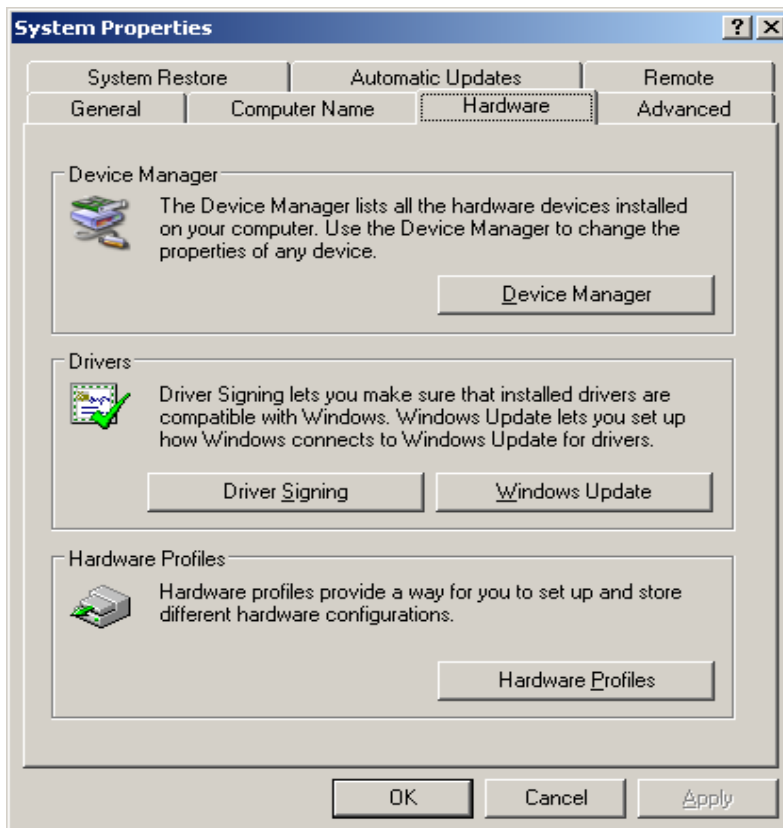 System Properties
System Restore
Automatic Updates
Remote
General
Computer Name
Hardware
Advanced
Device Manager
The Device Manager lists all the hardware devices installed
on your computer. Use the Device Manager to change the
properties of any device.
Device Manager
Drivers
Driver Signing lets you make sure that installed drivers are
compatible with Windows. Windows Update lets you set up
how Windows connects to Windows Update for drivers.
Driver Signing
Windows Update
Hardware Profiles
Hardware profiles provide a way for you to set up and store
different hardware configurations.
Hardware Profiles
OK
Cancel
Apply